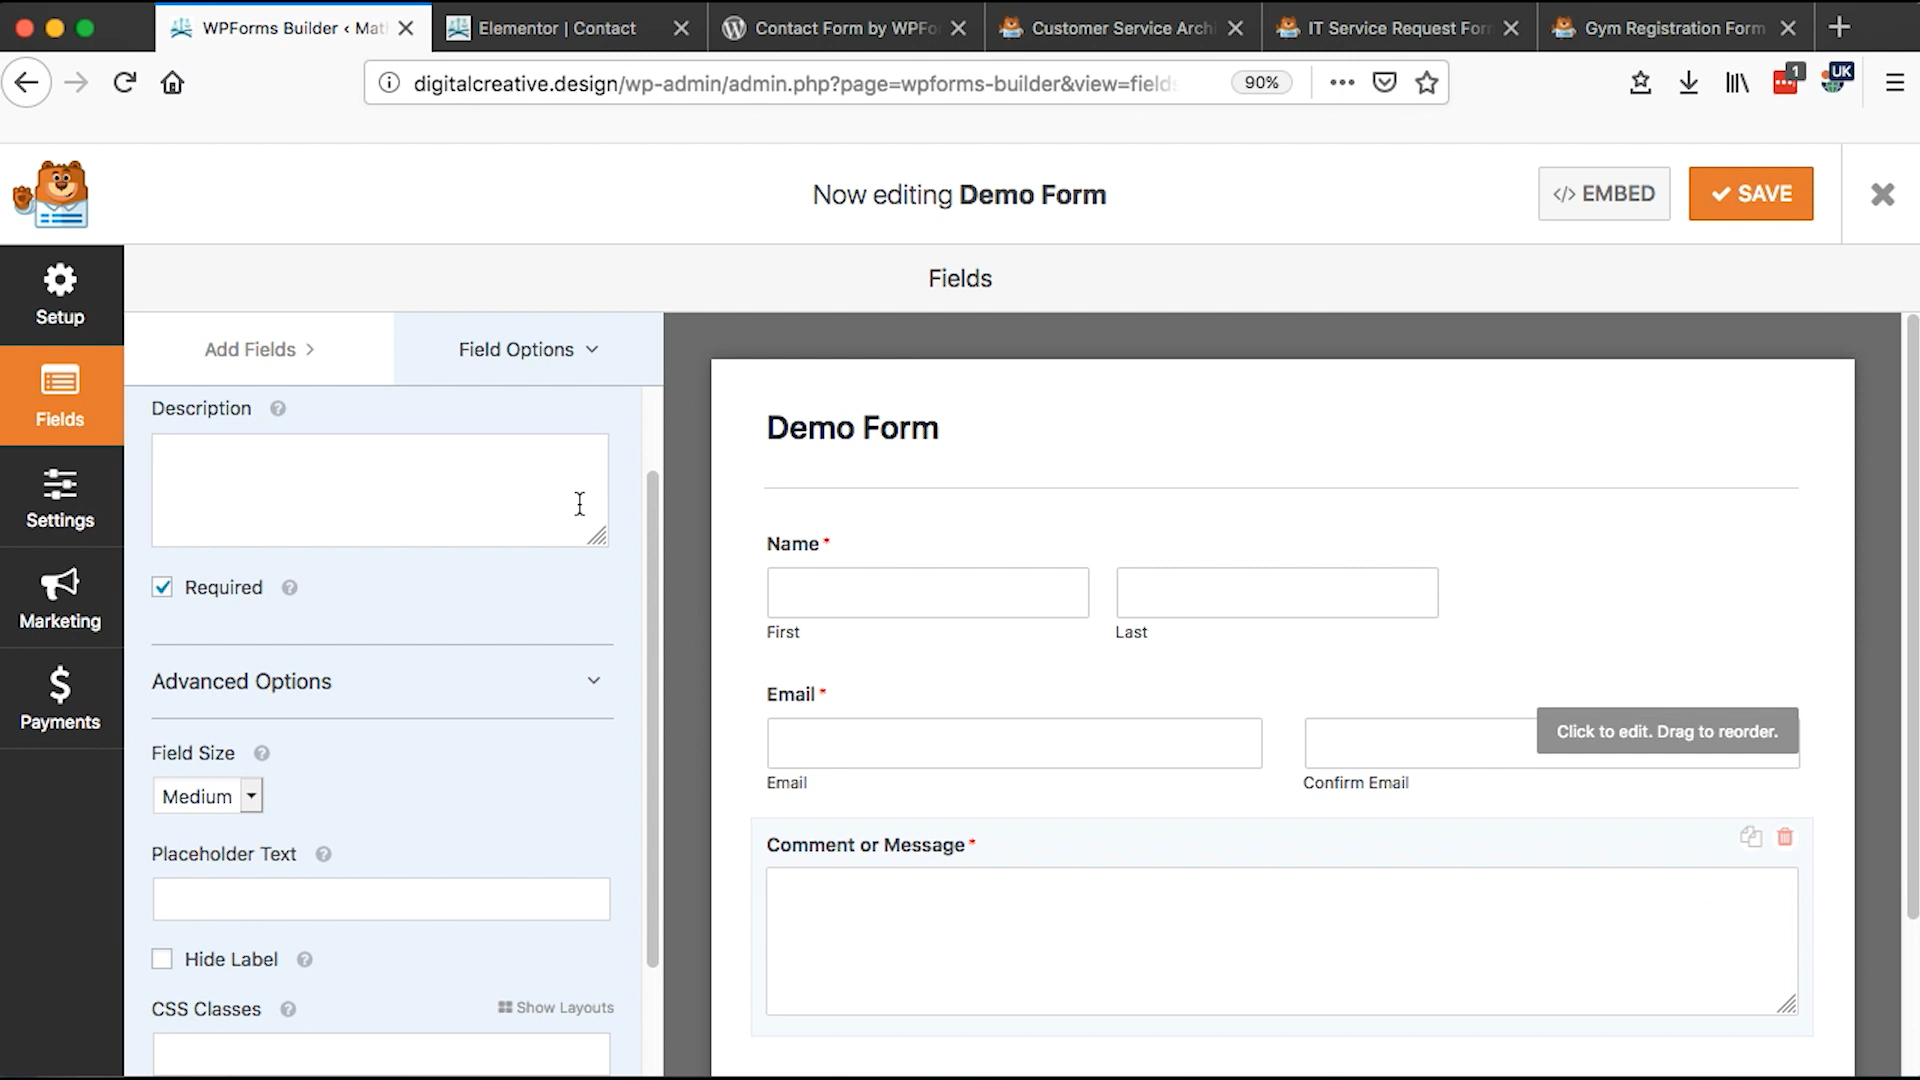 WPForms Builder ‹ Mat
Elementor | Contact
Contact Form by WPFo
Customer Service Archi
IT Service Request Form
Gym Registration Form
digitalcreative.design/wp-admin/admin.php?page=wpforms-builder&view=fields
90%
1
UK
Now editing Demo Form
</> EMBED
SAVE
Setup
Fields
Settings
Marketing
Payments
Fields
Add Fields
Field Options
Description
Required
Advanced Options
Field Size
Medium
Placeholder Text
Hide Label
CSS Classes
Show Layouts
Demo Form
Name *
First
Last
Email *
Click to edit. Drag to reorder.
Email
Confirm Email
Comment or Message *